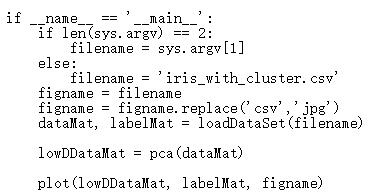 if __name__ == '__main__':
    if len(sys.argv) == 2:
        filename = sys.argv[1]
    else:
        filename = 'iris_with_cluster.csv'
    figname = filename
    figname = figname.replace('csv','jpg')
    dataMat, labelMat = loadDataSet(filename)

    lowDDataMat = pca(dataMat)

    plot(lowDDataMat, labelMat, figname)